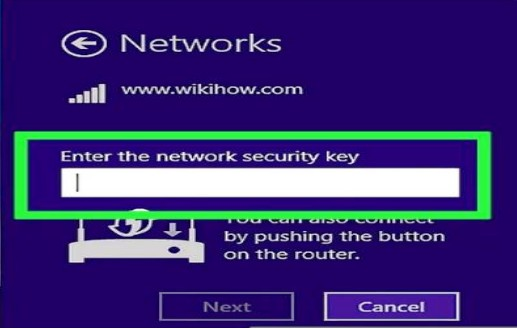 Networks
www.wikihow.com
Enter the network security key
You can also connect
by pushing the button
on the router.
Next
Cancel